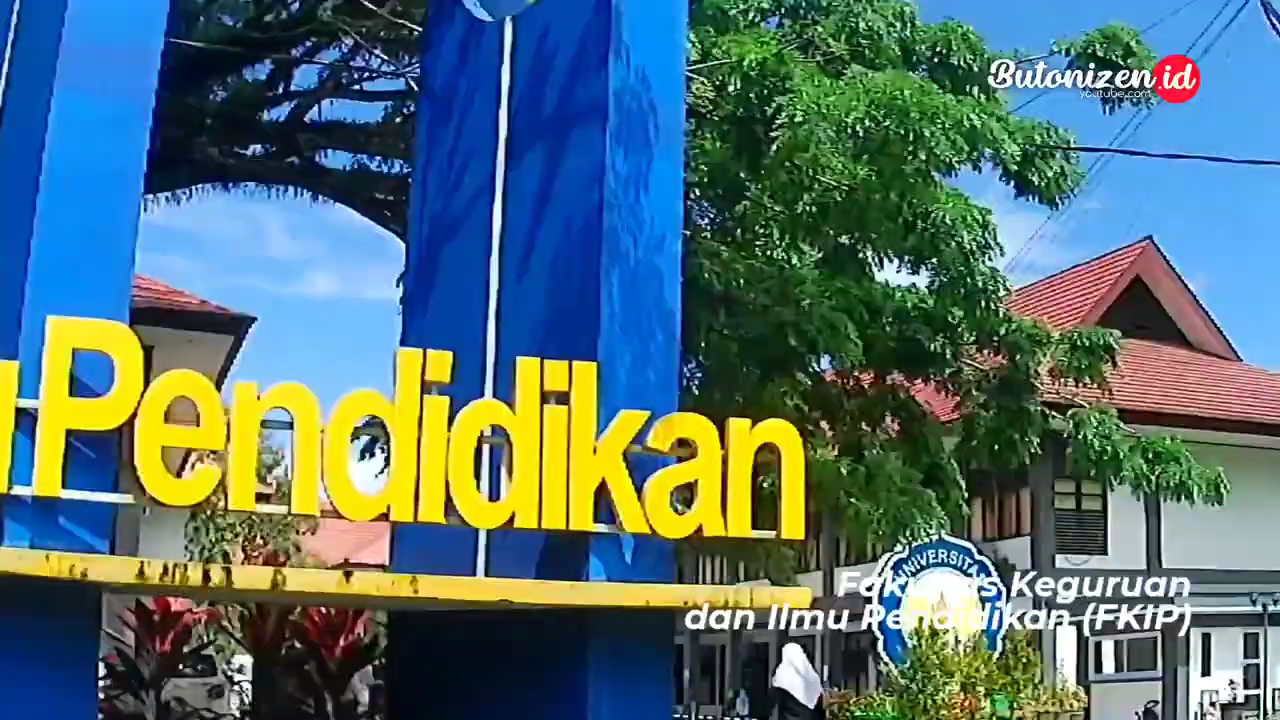 Butonizen.id
youtube.com
Pendidikan
UNIVERSITA
Fakultas Keguruan
dan Ilmu Pendidikan (FKIP)